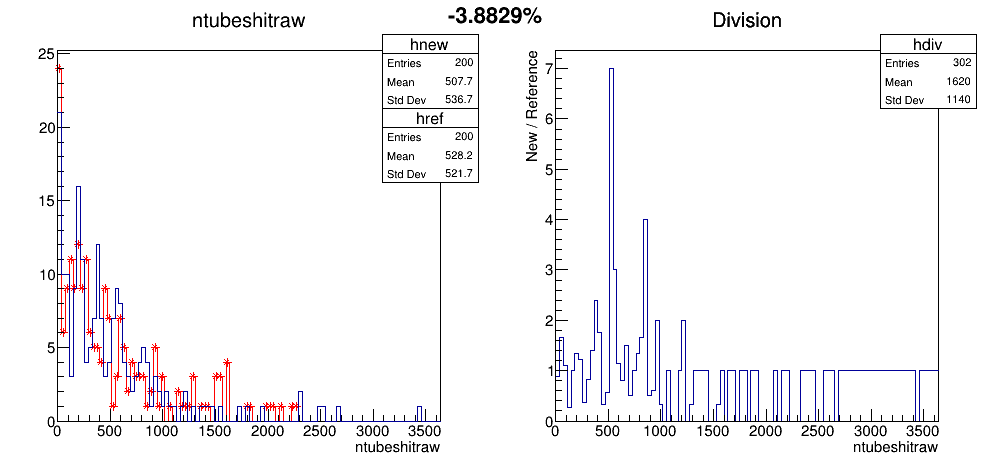 -3.8829%
ntubeshitraw
hnew
Entries 200
Mean 507.7
Std Dev 536.7
href
Entries 200
Mean 528.2
Std Dev 521.7
25
20
15
10
5
0
0 500 1000 1500 2000 2500 3000 3500
ntubeshitraw
Division
hdiv
Entries 302
Mean 1620
Std Dev 1140
New / Reference
7
6
5
4
3
2
1
0
0 500 1000 1500 2000 2500 3000 3500
ntubeshitraw